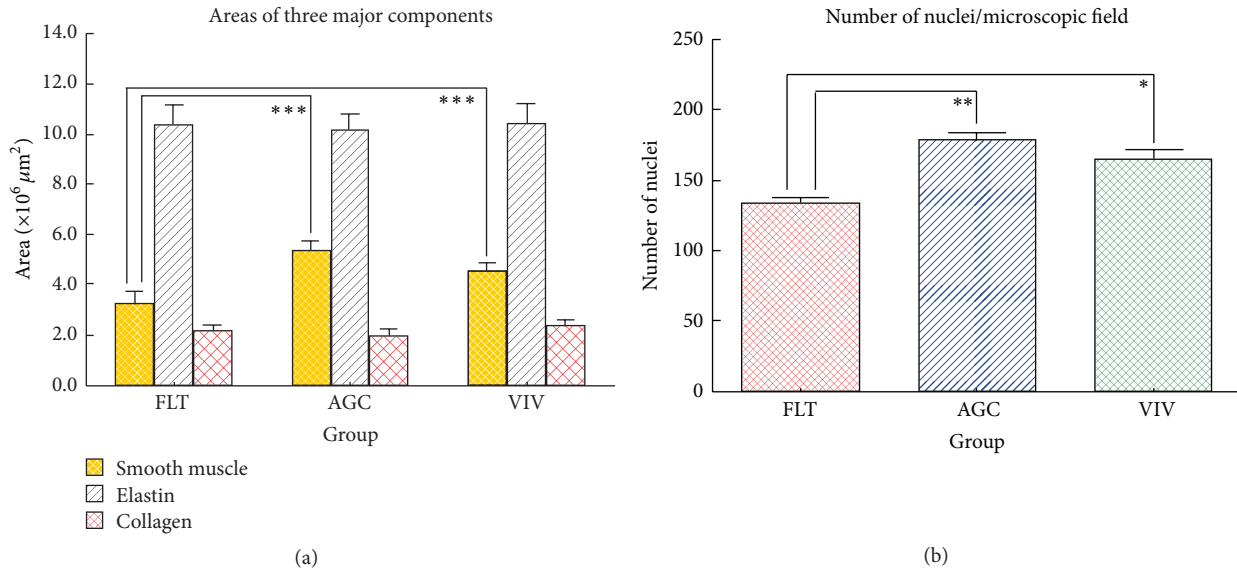 Areas of three major components
14.0
12.0
10.0
8.0
6.0
4.0
2.0
0.0
Area (×10⁶ μm²)
***
***
FLT
AGC
VIV
Group
Smooth muscle
Elastin
Collagen
(a)
Number of nuclei/microscopic field
250
200
150
100
50
0
Number of nuclei
**
*
FLT
AGC
VIV
Group
(b)